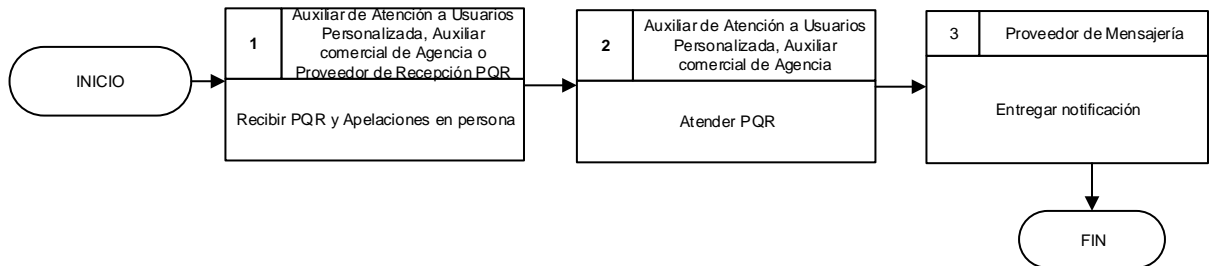 INICIO
1
Auxiliar de Atención a Usuarios
Personalizada, Auxiliar
comercial de Agencia o
Proveedor de Recepción PQR
Recibir PQR y Apelaciones en persona
2
Auxiliar de Atención a Usuarios
Personalizada, Auxiliar
comercial de Agencia
Atender PQR
3
Proveedor de Mensajería
Entregar notificación
FIN